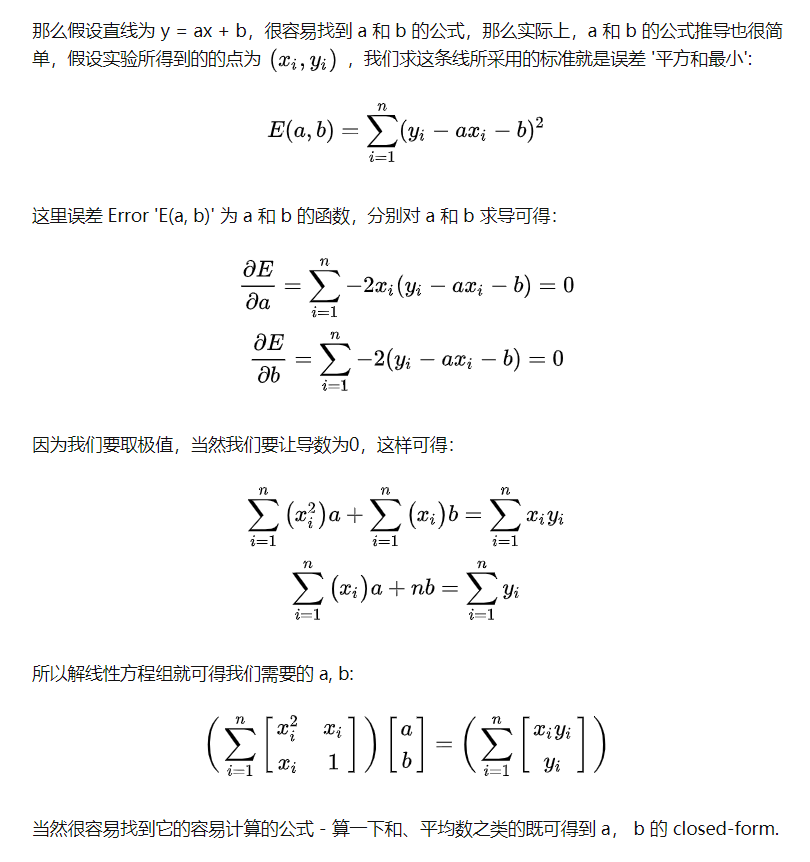 那么假设直线为 y = ax + b，很容易找到 a 和 b 的公式，那么实际上，a 和 b 的公式推导也很简
单，假设实验所得到的的点为 (x_i, y_i) ，我们求这条线所采用的标准就是误差 '平方和最小':
E(a, b) = \sum_{i=1}^{n} (y_i − ax_i − b)^2
这里误差 Error 'E(a, b)' 为 a 和 b 的函数，分别对 a 和 b 求导可得：
\frac{∂E}{∂a} = \sum_{i=1}^{n} −2x_i(y_i − ax_i − b) = 0
\frac{∂E}{∂b} = \sum_{i=1}^{n} −2(y_i − ax_i − b) = 0
因为我们要取极值，当然我们要让导数为0，这样可得：
\sum_{i=1}^{n} (x_i^2)a + \sum_{i=1}^{n} (x_i)b = \sum_{i=1}^{n} x_iy_i
\sum_{i=1}^{n} (x_i)a + nb = \sum_{i=1}^{n} y_i
所以解线性方程组就可得我们需要的 a, b:
\left( \sum_{i=1}^{n} \begin{bmatrix} x_i^2 & x_i \\ x_i & 1 \end{bmatrix} \right) \begin{bmatrix} a \\ b \end{bmatrix} = \left( \sum_{i=1}^{n} \begin{bmatrix} x_iy_i \\ y_i \end{bmatrix} \right)
当然很容易找到它的容易计算的公式 - 算一下和、平均数之类的既可得到 a， b 的 closed-form.